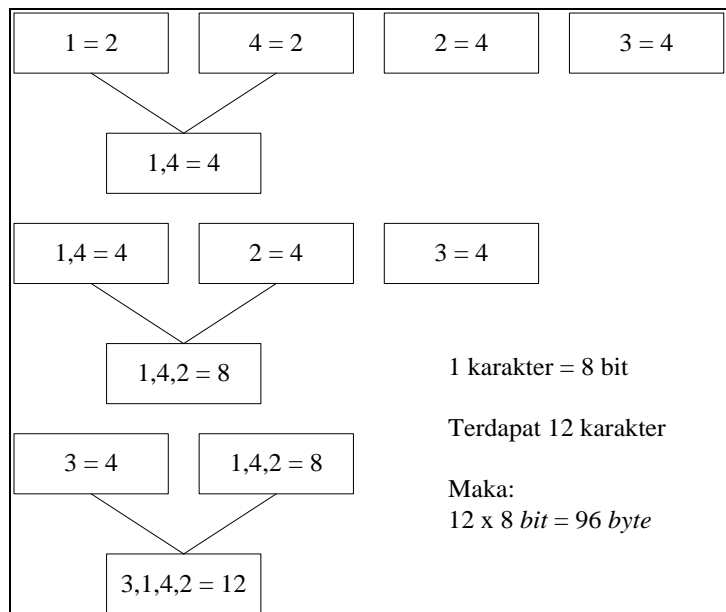 1 = 2
4 = 2
2 = 4
3 = 4
1,4 = 4
1,4 = 4
2 = 4
3 = 4
1,4,2 = 8
1 karakter = 8 bit
Terdapat 12 karakter
3 = 4
1,4,2 = 8
Maka:
12 x 8 bit = 96 byte
3,1,4,2 = 12